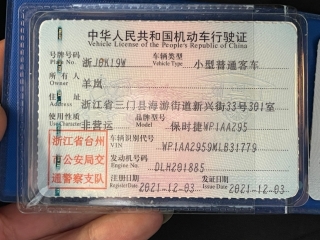 中华人民共和国机动车行驶证
Vehicle License of the People's Republic of China
号牌号码 浙JBK19W 车辆类型 小型普通客车
Plate No. Vehicle Type
所有人 羊岚
Owner
住址 浙江省三门县海游街道新兴街33号301室
Address
使用性质 非营运 品牌型号 保时捷WP1AAZ95
Use Character Model
浙江省台州
市公安局交
通警察支队
车辆识别代号 WP1AAZ959MLB31779
VIN
发动机号码 DLHZ01885
Engine No.
注册日期 2021-12-03 发证日期 2021-12-03
Register Date Issue Date